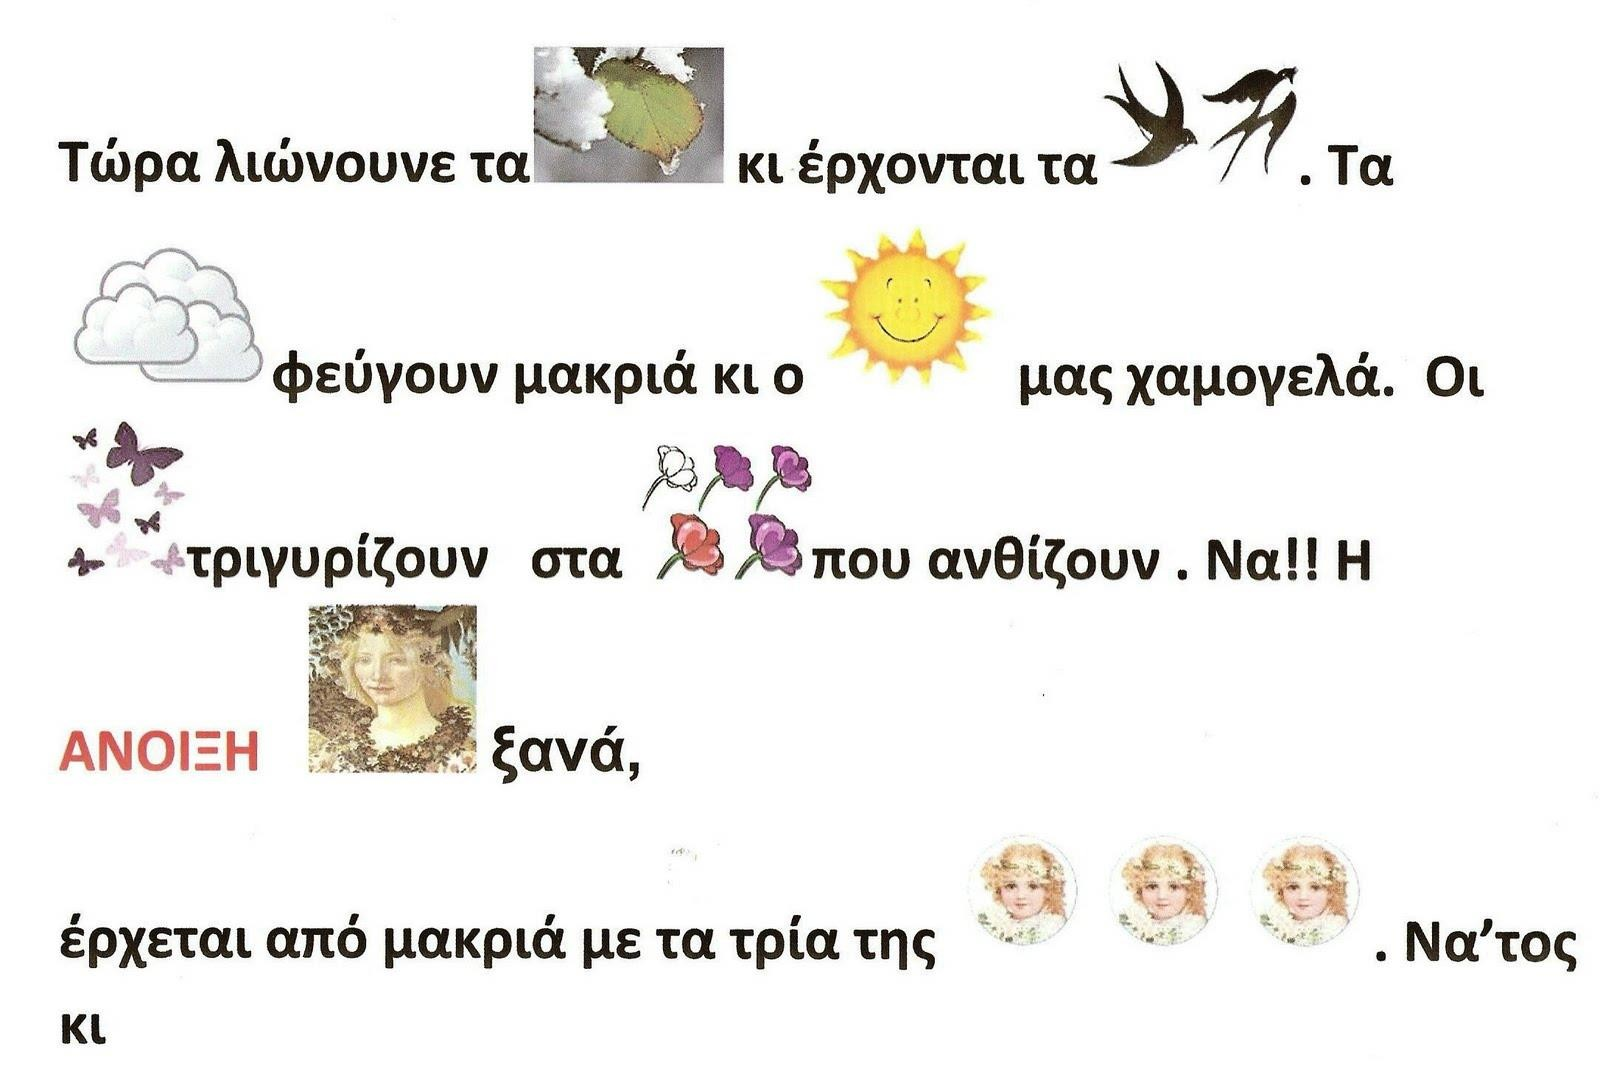 Τώρα λιώνουνε τα κι έρχονται τα . Τα
φεύγουν μακριά κι ο μας χαμογελά. Οι
τριγυρίζουν στα που ανθίζουν . Να!! Η
ΑΝΟΙΞΗ ξανά,
έρχεται από μακριά με τα τρία της . Να’τος
κι